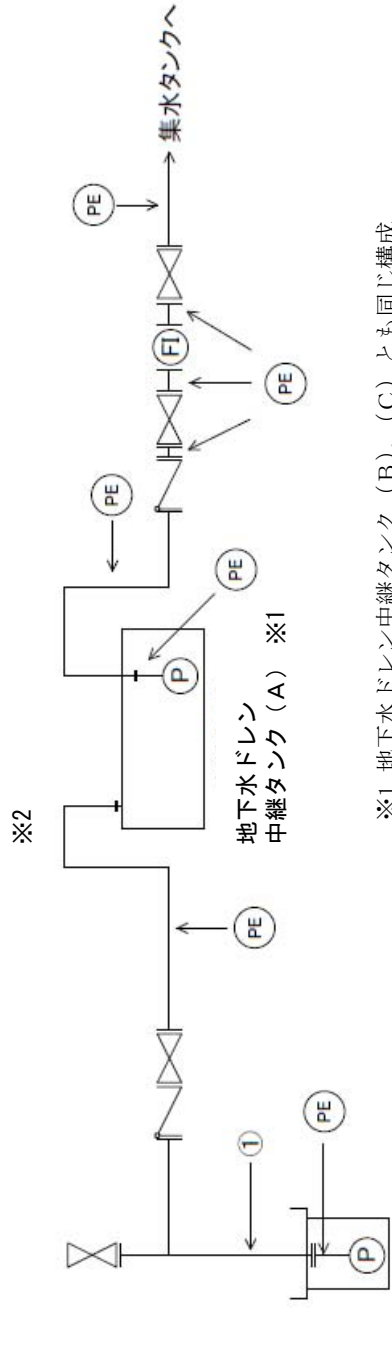 PE
集水タンクへ
※2
PE
FI
PE
PE
P
地下水ドレン
中継タンク（A） ※1
PE
①
PE
P
※1 地下水ドレン中継タンク（B），（C）とも同じ構成